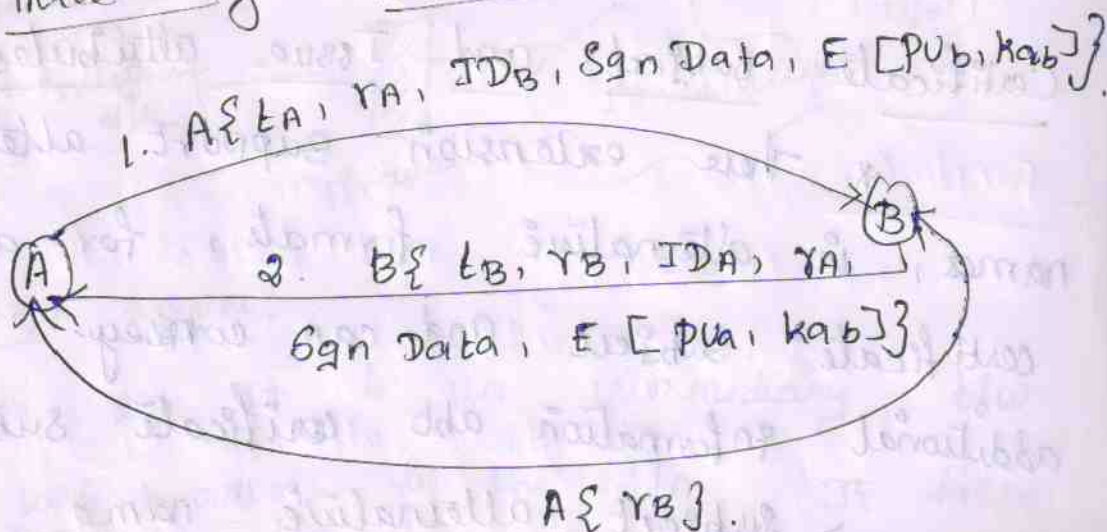 1. A{ tA, rA, IDB, Sgn Data, E [PUb, Kab]}.
A
B
2. B{ tB, rB, IDA, rA,
Sgn Data, E [PUa, Kab]}
A{ rB}.